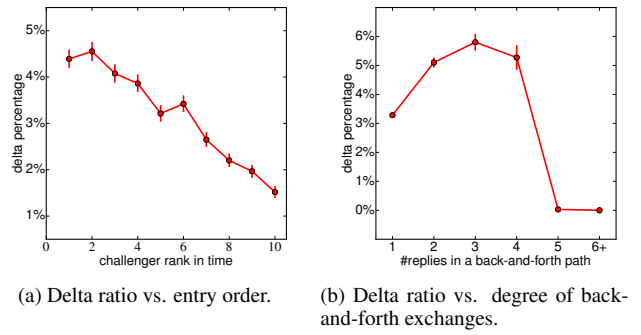 5%
4%
3%
2%
1%
delta percentage
0 2 4 6 8 10
challenger rank in time
(a) Delta ratio vs. entry order.
6%
5%
4%
3%
2%
1%
0%
delta percentage
1 2 3 4 5 6+
#replies in a back-and-forth path
(b) Delta ratio vs. degree of back-
and-forth exchanges.